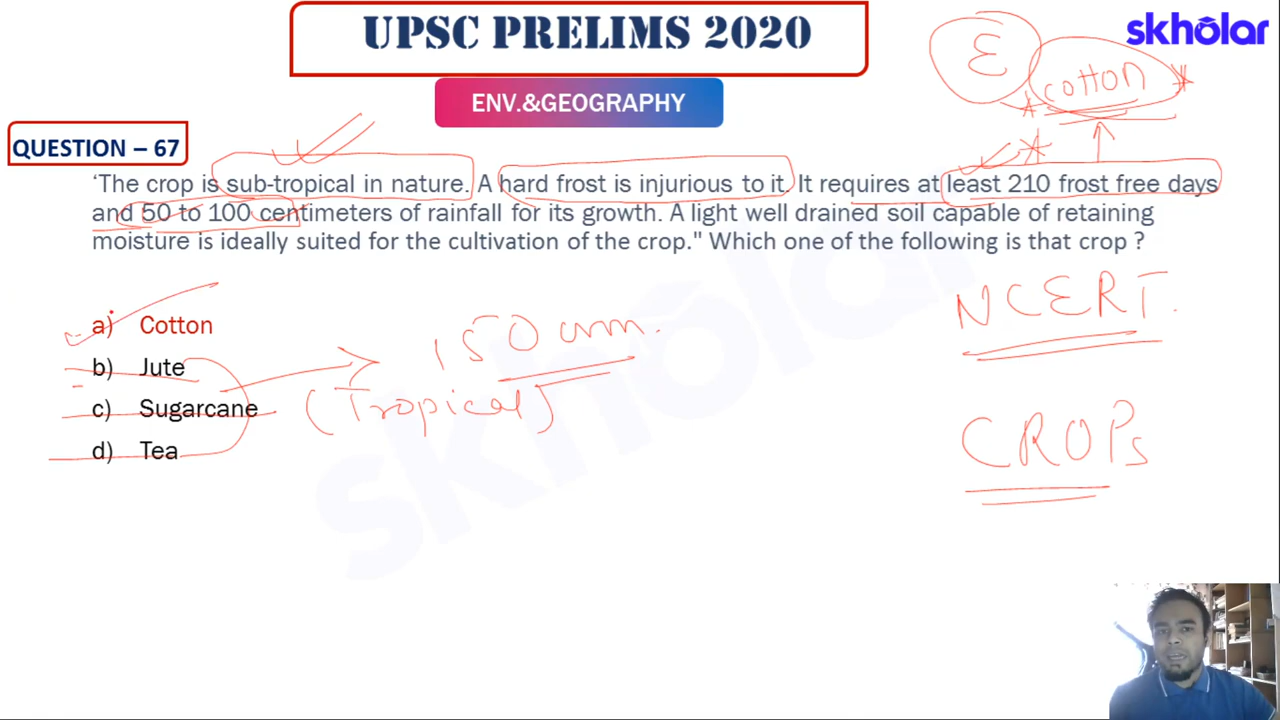 UPSC PRELIMS 2020
skholar
ENV.&GEOGRAPHY
Ɛ
cotton
QUESTION – 67
‘The crop is sub-tropical in nature. A hard frost is injurious to it. It requires at least 210 frost free days
and 50 to 100 centimeters of rainfall for its growth. A light well drained soil capable of retaining
moisture is ideally suited for the cultivation of the crop." Which one of the following is that crop ?
a) Cotton
b) Jute
c) Sugarcane
d) Tea
150
(Tropical)
NCERT.
CROPs
skholar